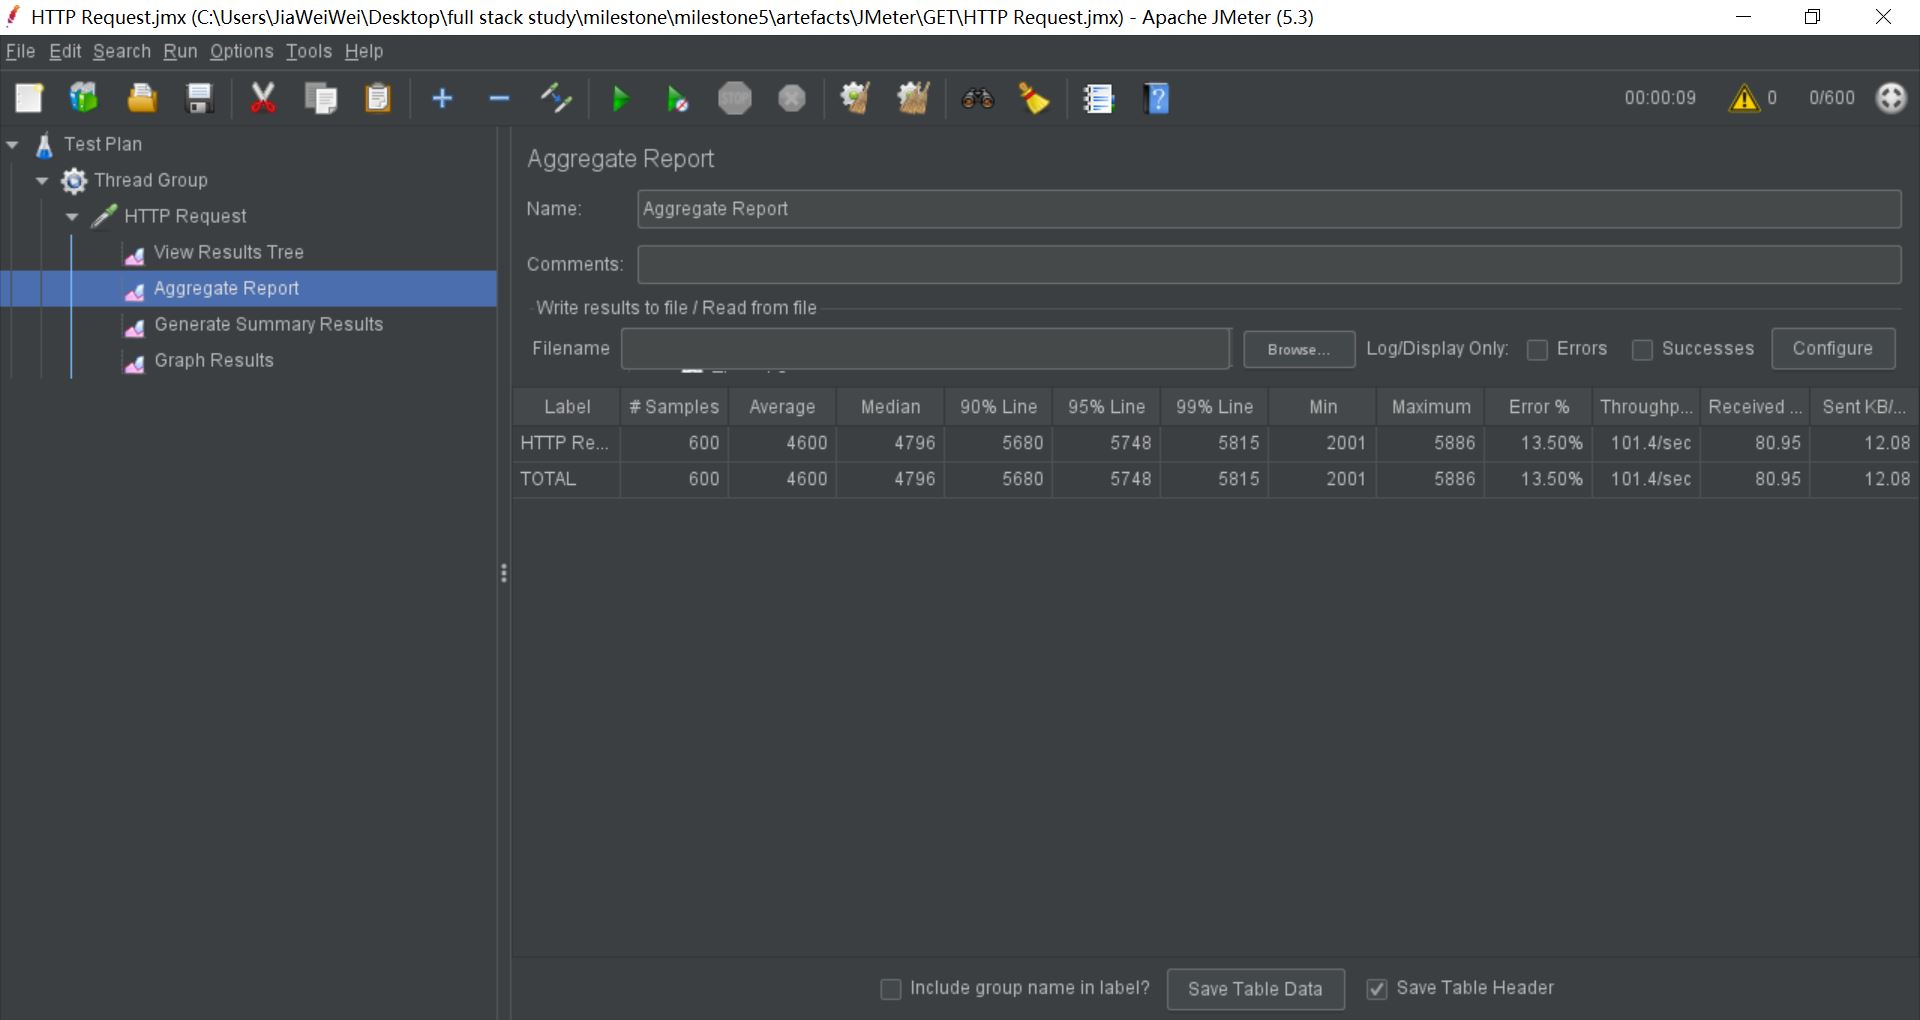 HTTP Request.jmx (C:\Users\JiaWeiWei\Desktop\full stack study\milestone\milestone5\artefacts\JMeter\GET\HTTP Request.jmx) - Apache JMeter (5.3)
File Edit Search Run Options Tools Help
STOP
00:00:09 0 0/600
Test Plan
Thread Group
HTTP Request
View Results Tree
Aggregate Report
Generate Summary Results
Graph Results
Aggregate Report
Name: Aggregate Report
Comments:
Write results to file / Read from file
Filename Browse... Log/Display Only: Errors Successes Configure
Label # Samples Average Median 90% Line 95% Line 99% Line Min Maximum Error % Throughp... Received ... Sent KB/...
HTTP Re... 600 4600 4796 5680 5748 5815 2001 5886 13.50% 101.4/sec 80.95 12.08
TOTAL 600 4600 4796 5680 5748 5815 2001 5886 13.50% 101.4/sec 80.95 12.08
Include group name in label? Save Table Data Save Table Header